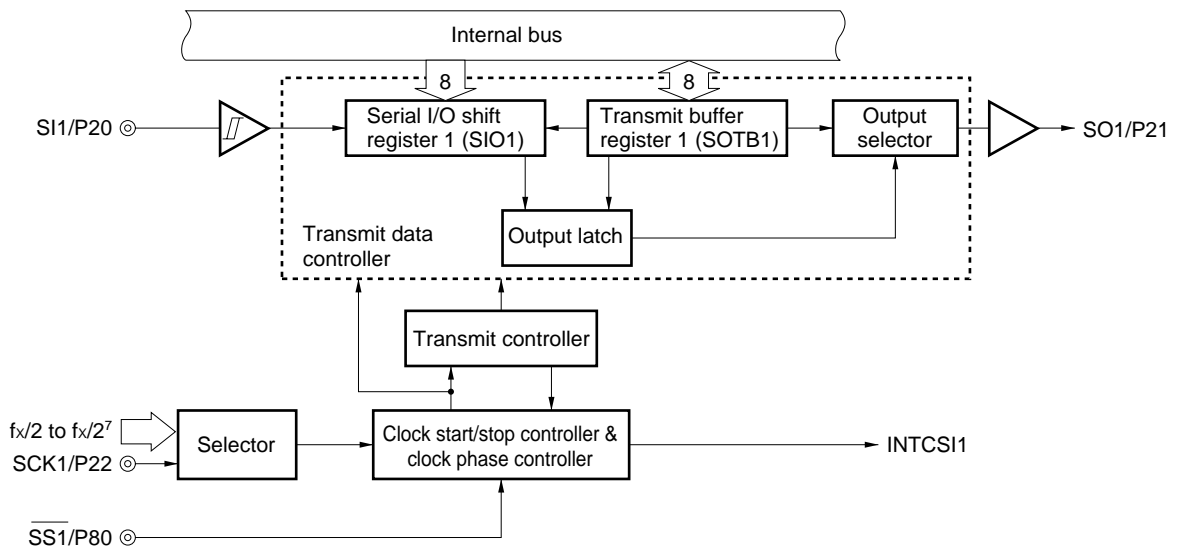 Internal bus
8
8
SI1/P20
Serial I/O shift
register 1 (SIO1)
Transmit buffer
register 1 (SOTB1)
Output
selector
SO1/P21
Output latch
Transmit data
controller
Transmit controller
fx/2 to fx/2⁷
SCK1/P22
Selector
Clock start/stop controller &
clock phase controller
INTCSI1
S̅S̅1̅/P80